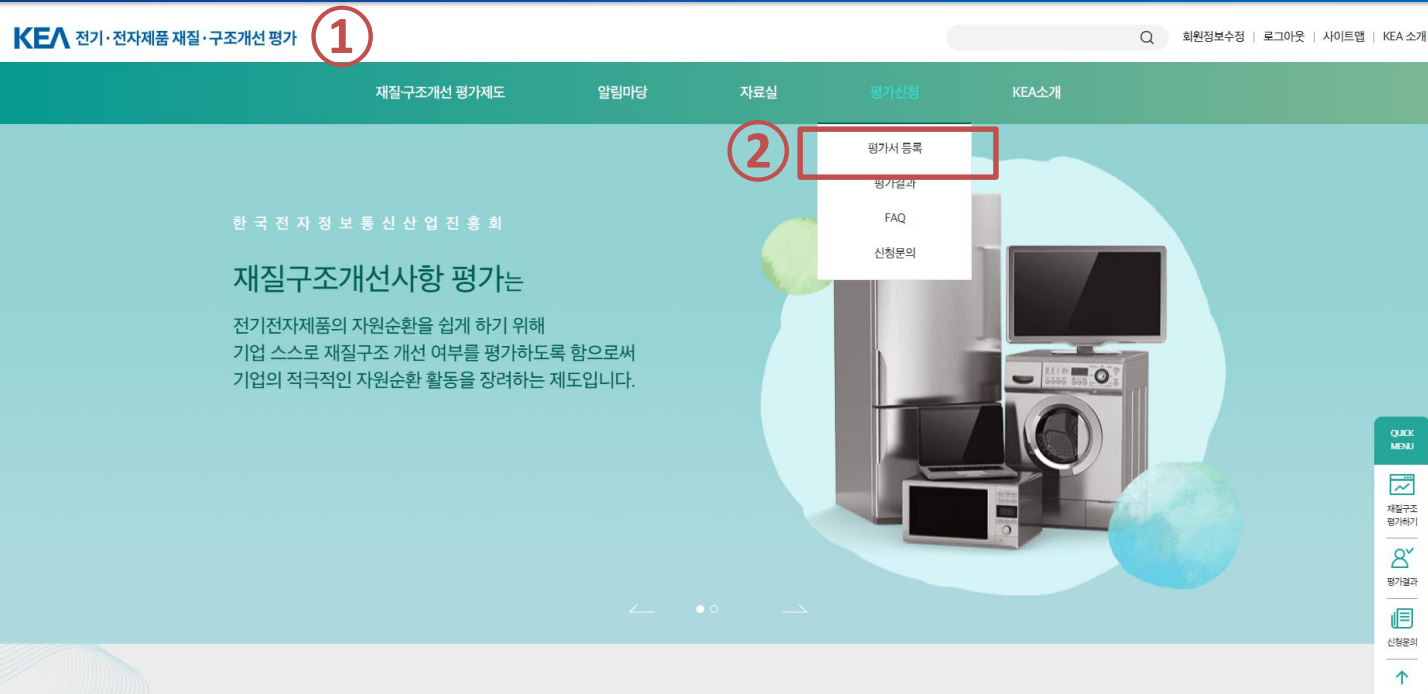 KEA 전기·전자제품 재질·구조개선 평가
①
회원정보수정 | 로그아웃 | 사이트맵 | KEA 소개
재질·구조개선 평가제도 알림마당 자료실 평가신청 KEA소개
②
평가서 등록
평가결과
FAQ
신청문의
한국전자정보통신산업진흥회
재질구조개선사항 평가는
전기전자제품의 자원순환을 쉽게 하기 위해
기업 스스로 재질구조 개선 여부를 평가하도록 함으로써
기업의 적극적인 자원순환 활동을 장려하는 제도입니다.
QUICK
MENU
재질구조
평가하기
평가결과
신청문의